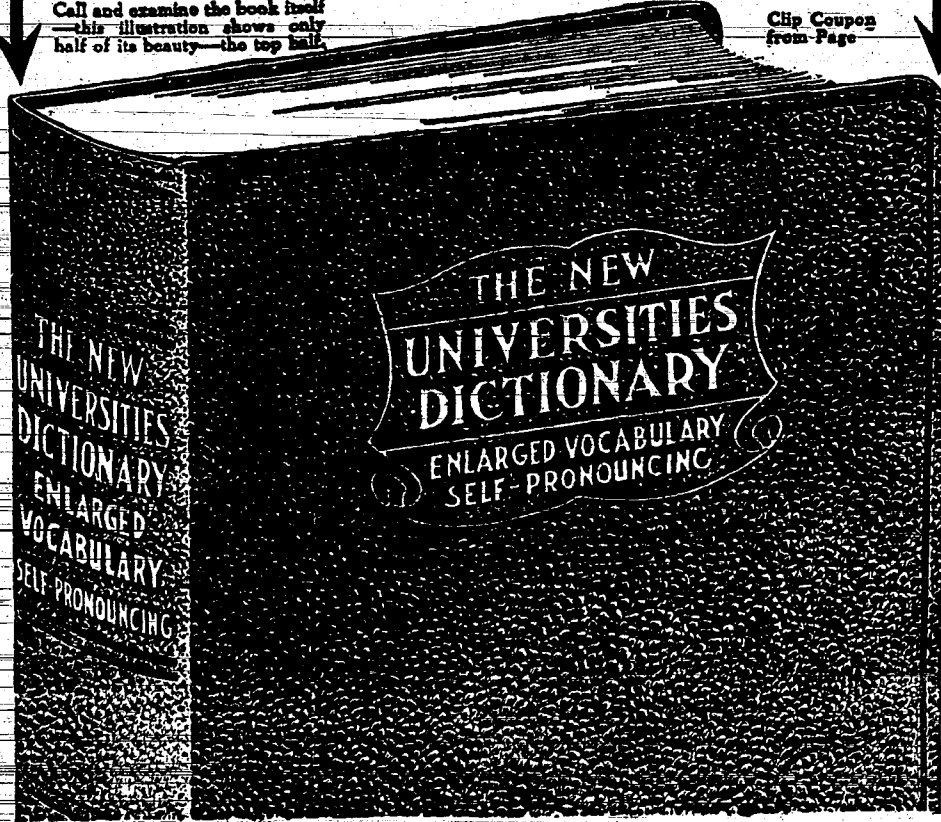 Call and examine the book itself
—this illustration shows only
half of its beauty—the top half.
Clip Coupon
from Page
THE NEW
UNIVERSITIES
DICTIONARY
ENLARGED
VOCABULARY
SELF-PRONOUNCING
THE NEW
UNIVERSITIES
DICTIONARY
ENLARGED VOCABULARY
SELF-PRONOUNCING